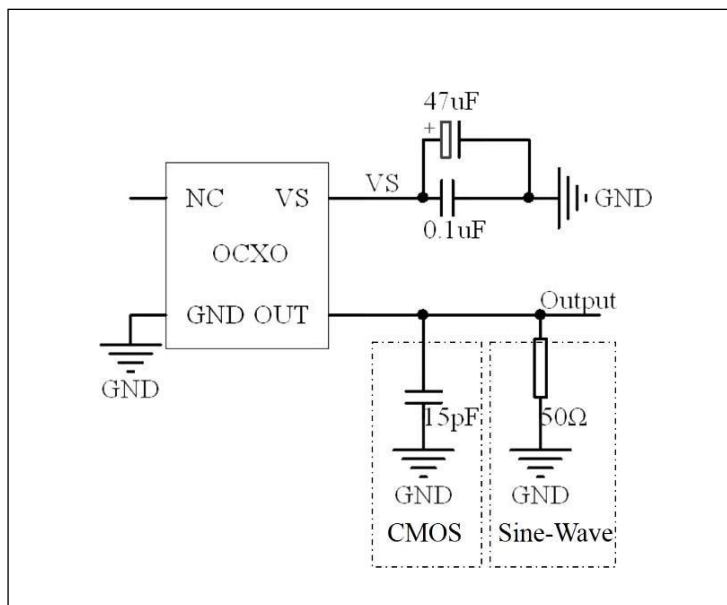 47uF
+
VS
GND
0.1uF
NC VS
OCXO
GND OUT
GND
Output
15pF
50Ω
GND
GND
CMOS
Sine-Wave